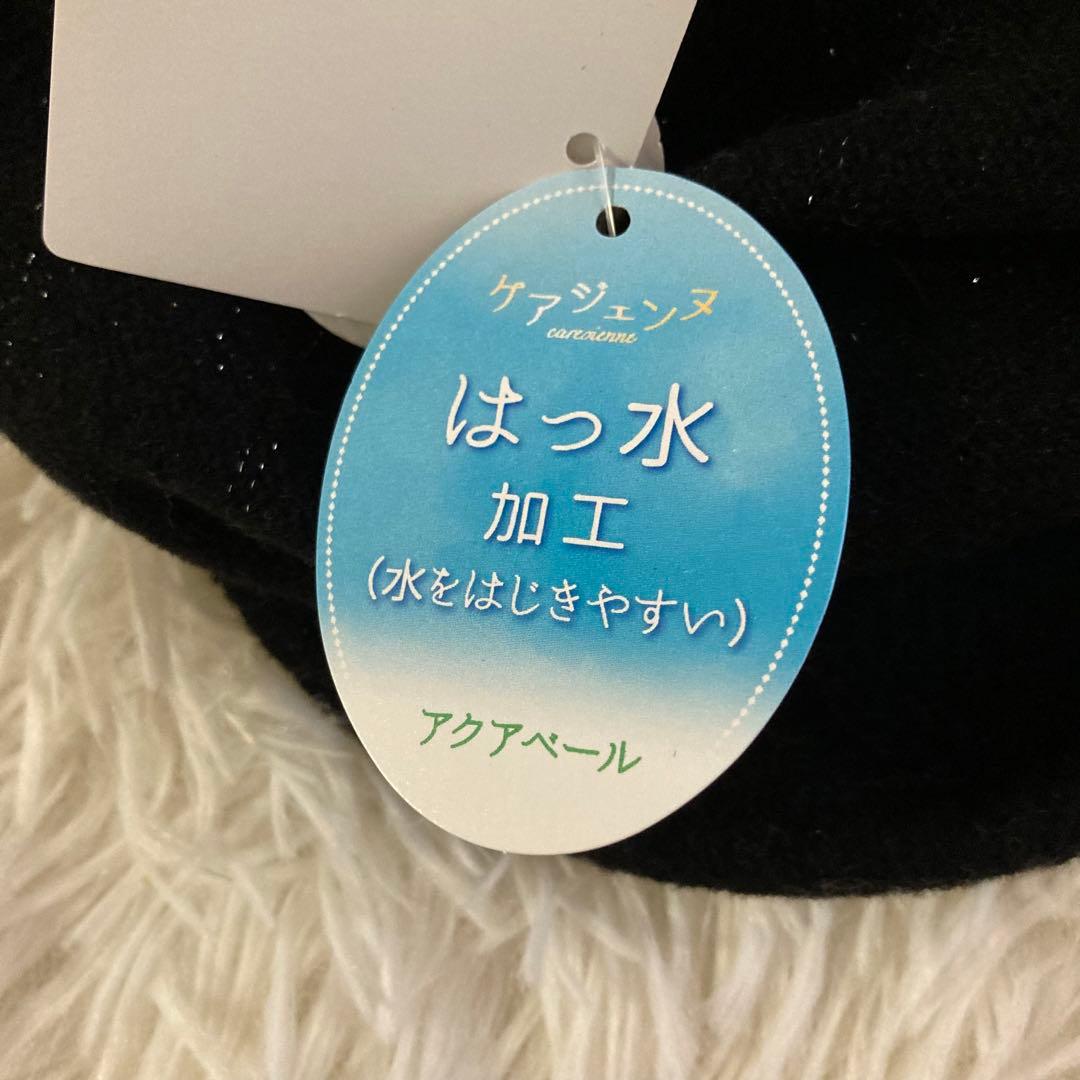 ケアジェンヌ
はっ水
加工
(水をはじきやすい)
アクアベール